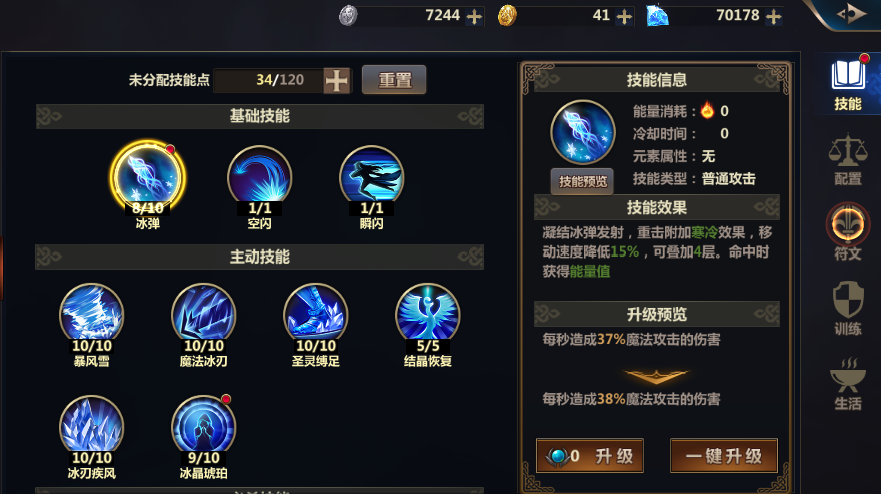 7244
41
70178
未分配技能点 34/120 重置
基础技能
8/10
冰弹
1/1
空闪
1/1
瞬闪
主动技能
10/10
暴风雪
10/10
魔法冰刃
10/10
圣灵缚足
5/5
结晶恢复
10/10
冰刃疾风
9/10
冰晶琥珀
技能信息
能量消耗： 0
冷却时间： 0
元素属性：无
技能类型：普通攻击
技能预览
技能效果
凝结冰弹发射，重击附加寒冷效果，移
动速度降低15%，可叠加4层。命中时
获得能量值
升级预览
每秒造成37%魔法攻击的伤害
每秒造成38%魔法攻击的伤害
0 升级
一键升级
技能
配置
符文
训练
生活